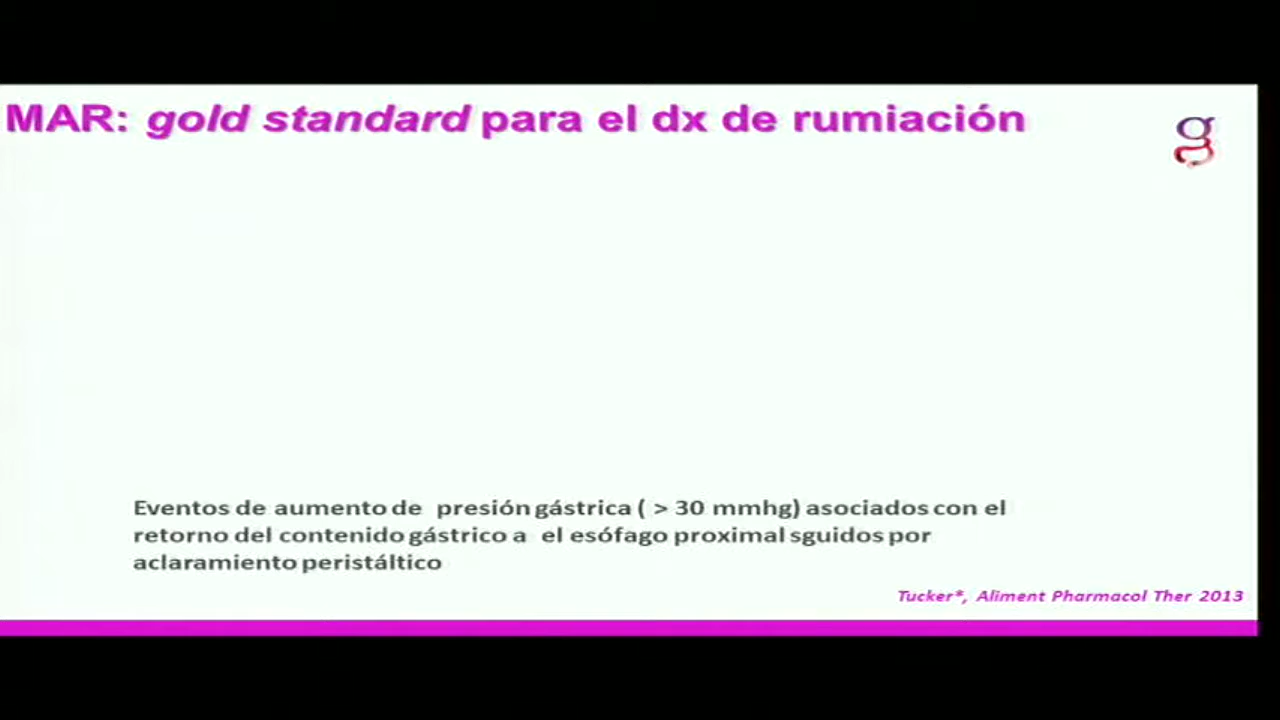 MAR: gold standard para el dx de rumiación
g
Eventos de aumento de presión gástrica ( > 30 mmhg) asociados con el
retorno del contenido gástrico a el esófago proximal sguidos por
aclaramiento peristáltico
Tucker*, Aliment Pharmacol Ther 2013